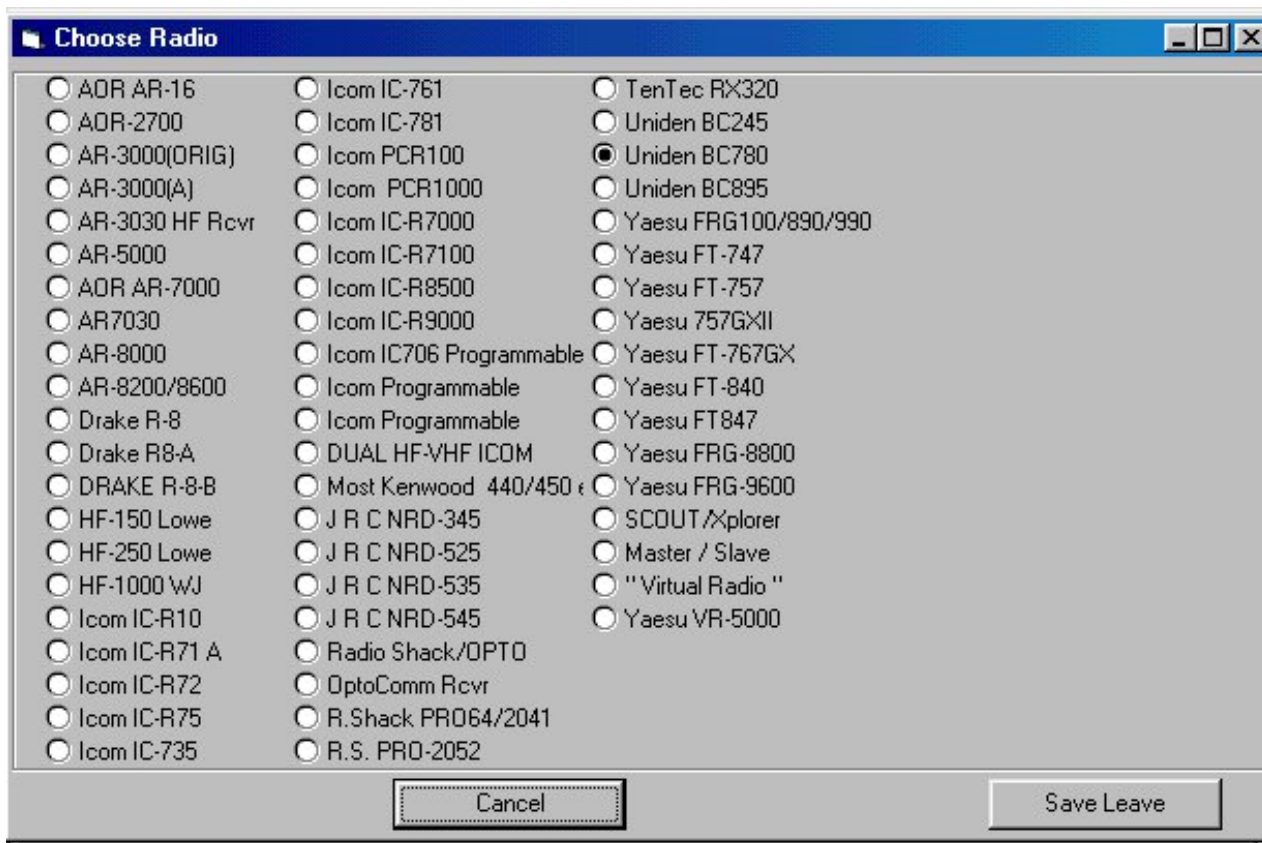 Choose Radio
AOR AR-16
AOR-2700
AR-3000(ORIG)
AR-3000(A)
AR-3030 HF Rcvr
AR-5000
AOR AR-7000
AR7030
AR-8000
AR-8200/8600
Drake R-8
Drake R8-A
DRAKE R-8-B
HF-150 Lowe
HF-250 Lowe
HF-1000 WJ
Icom IC-R10
Icom IC-R71 A
Icom IC-R72
Icom IC-R75
Icom IC-735
Icom IC-761
Icom IC-781
Icom PCR100
Icom  PCR1000
Icom IC-R7000
Icom IC-R7100
Icom IC-R8500
Icom IC-R9000
Icom IC706 Programmable
Icom Programmable
Icom Programmable
DUAL HF-VHF ICOM
Most Kenwood  440/450
J R C NRD-345
J R C NRD-525
J R C NRD-535
J R C NRD-545
Radio Shack/OPTO
OptoComm Rcvr
R.Shack PRO64/2041
R.S. PRO-2052
TenTec RX320
Uniden BC245
Uniden BC780
Uniden BC895
Yaesu FRG100/890/990
Yaesu FT-747
Yaesu FT-757
Yaesu 757GXII
Yaesu FT-767GX
Yaesu FT-840
Yaesu FT847
Yaesu FRG-8800
Yaesu FRG-9600
SCOUT/Xplorer
Master / Slave
"Virtual Radio "
Yaesu VR-5000
Cancel
Save Leave